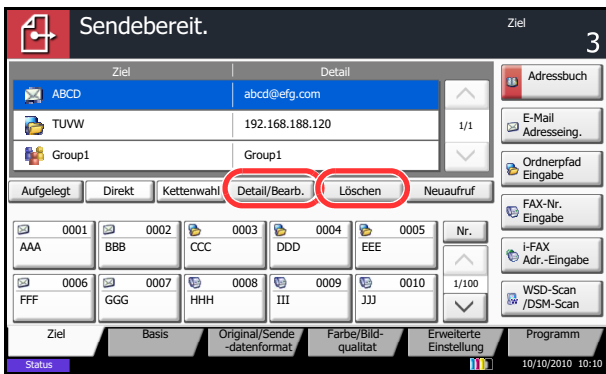 Sendebereit.
Ziel
3
Ziel Detail
ABCD abcd@efg.com
TUVW 192.168.188.120
1/1
Group1 Group1
Aufgelegt Direkt Kettenwahl Detail/Bearb. Löschen Neuaufruf
0001 AAA
0002 BBB
0003 CCC
0004 DDD
0005 EEE
Nr.
0006 FFF
0007 GGG
0008 HHH
0009 III
0010 JJJ
1/100
Adressbuch
E-Mail
Adresseing.
Ordnerpfad
Eingabe
FAX-Nr.
Eingabe
i-FAX
Adr.-Eingabe
WSD-Scan
/DSM-Scan
Ziel
Basis
Original/Sende
-datenformat
Farbe/Bild-
qualitat
Erweiterte
Einstellung
Programm
Status
10/10/2010 10:10